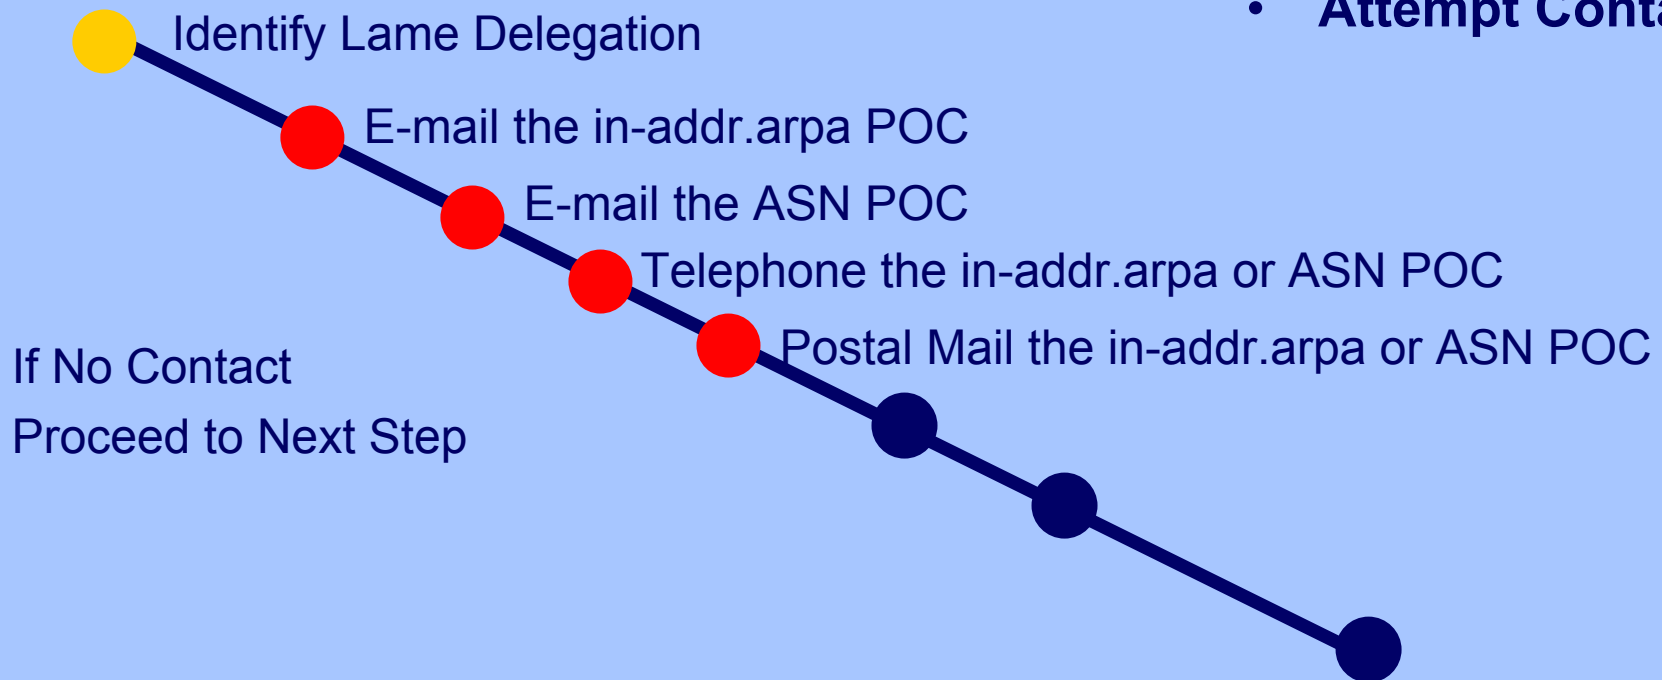 • Attempt
Identify Lame Delegation
E-mail the in-addr.arpa POC
E-mail the ASN POC
Telephone the in-addr.arpa or ASN POC
Postal Mail the in-addr.arpa or ASN POC
If No Contact
Proceed to Next Step